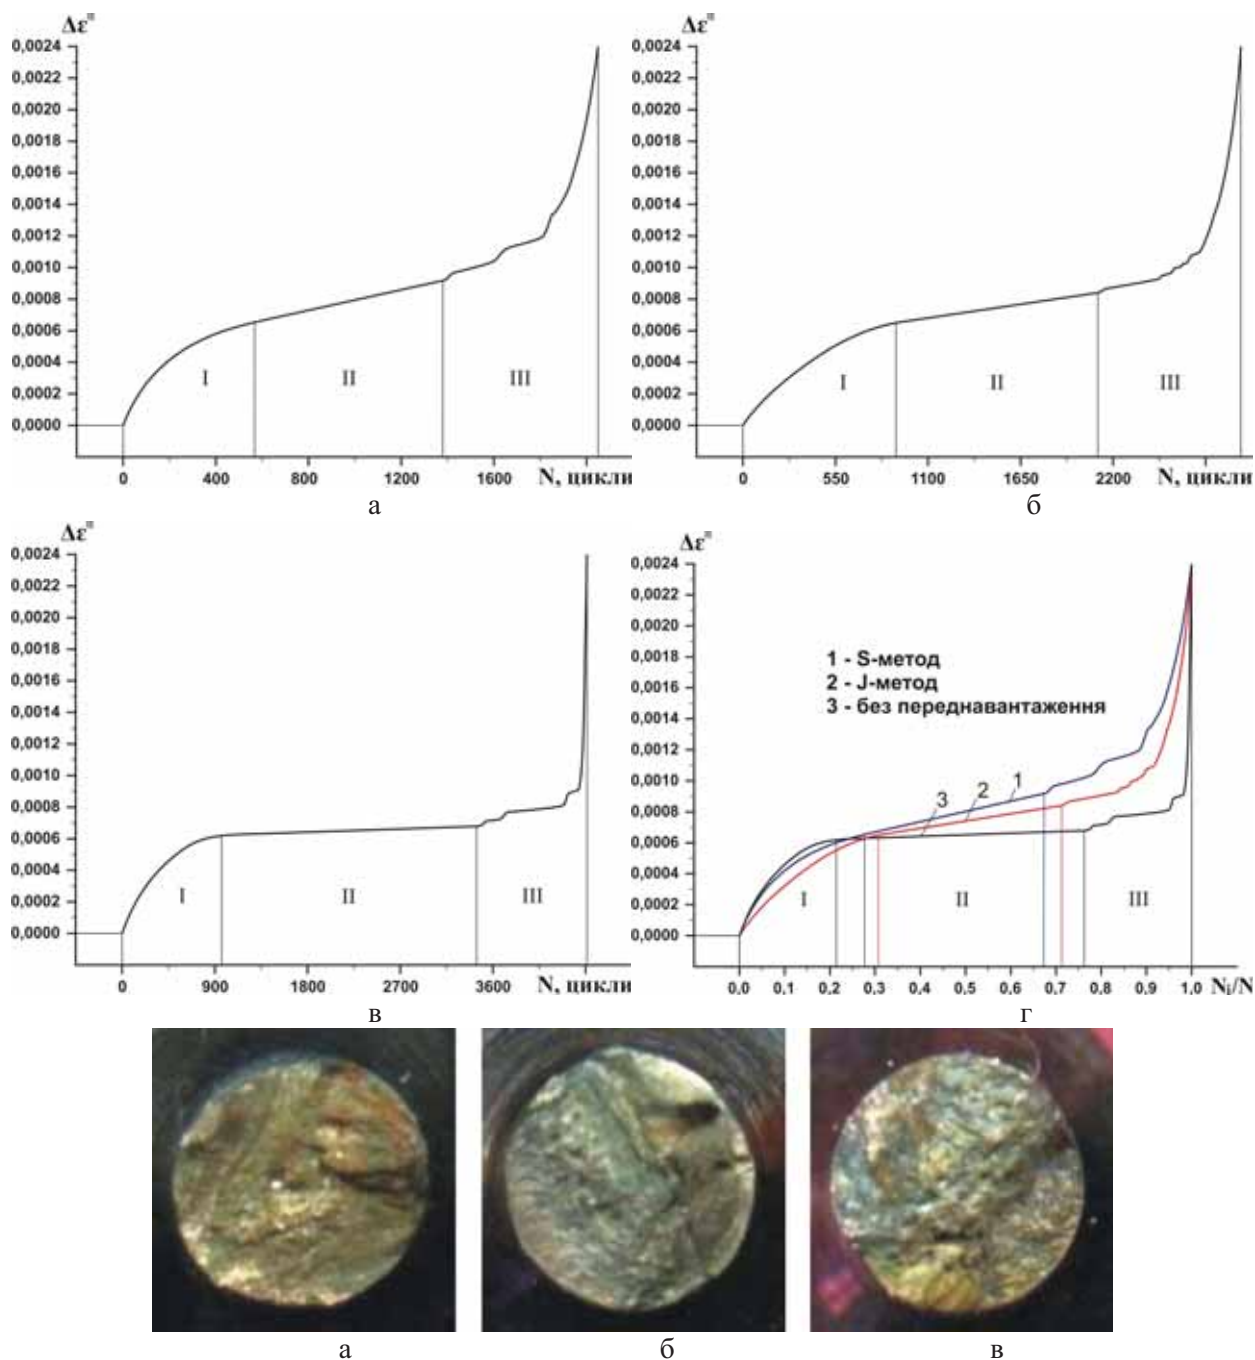 Δεᴨ
0,0024
0,0022
0,0020
0,0018
0,0016
0,0014
0,0012
0,0010
0,0008
0,0006
0,0004
0,0002
0,0000
I II III
0 400 800 1200 1600 N, цикли
а
Δεᴨ
0,0024
0,0022
0,0020
0,0018
0,0016
0,0014
0,0012
0,0010
0,0008
0,0006
0,0004
0,0002
0,0000
I II III
0 550 1100 1650 2200 N, цикли
б
Δεᴨ
0,0024
0,0022
0,0020
0,0018
0,0016
0,0014
0,0012
0,0010
0,0008
0,0006
0,0004
0,0002
0,0000
I II III
0 900 1800 2700 3600 N, цикли
в
Δεᴨ
0,0024
0,0022
0,0020
0,0018
0,0016
0,0014
0,0012
0,0010
0,0008
0,0006
0,0004
0,0002
0,0000
1 - S-метод
2 - J-метод
3 - без переднавантаження
3 2 1
I II III
0,0 0,1 0,2 0,3 0,4 0,5 0,6 0,7 0,8 0,9 1,0 Nᵢ/N
г
а б в